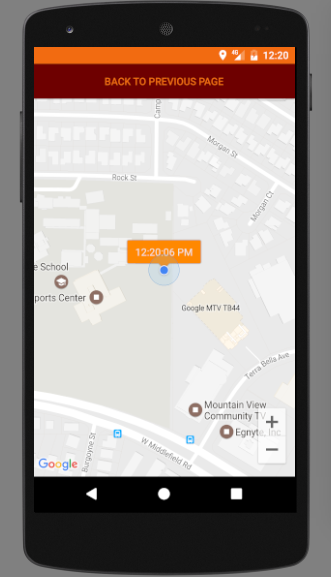 4G
12:20
BACK TO PREVIOUS PAGE
Camp
Morgan St
Rock St
Morgan Ct
12:20:06 PM
e School
ports Center
Google MTV TB44
Terra Bella Ave
Mountain View
Community TV
Egnyte, Inc.
W Middlefield Rd
Burgoyne St
Google
+
−